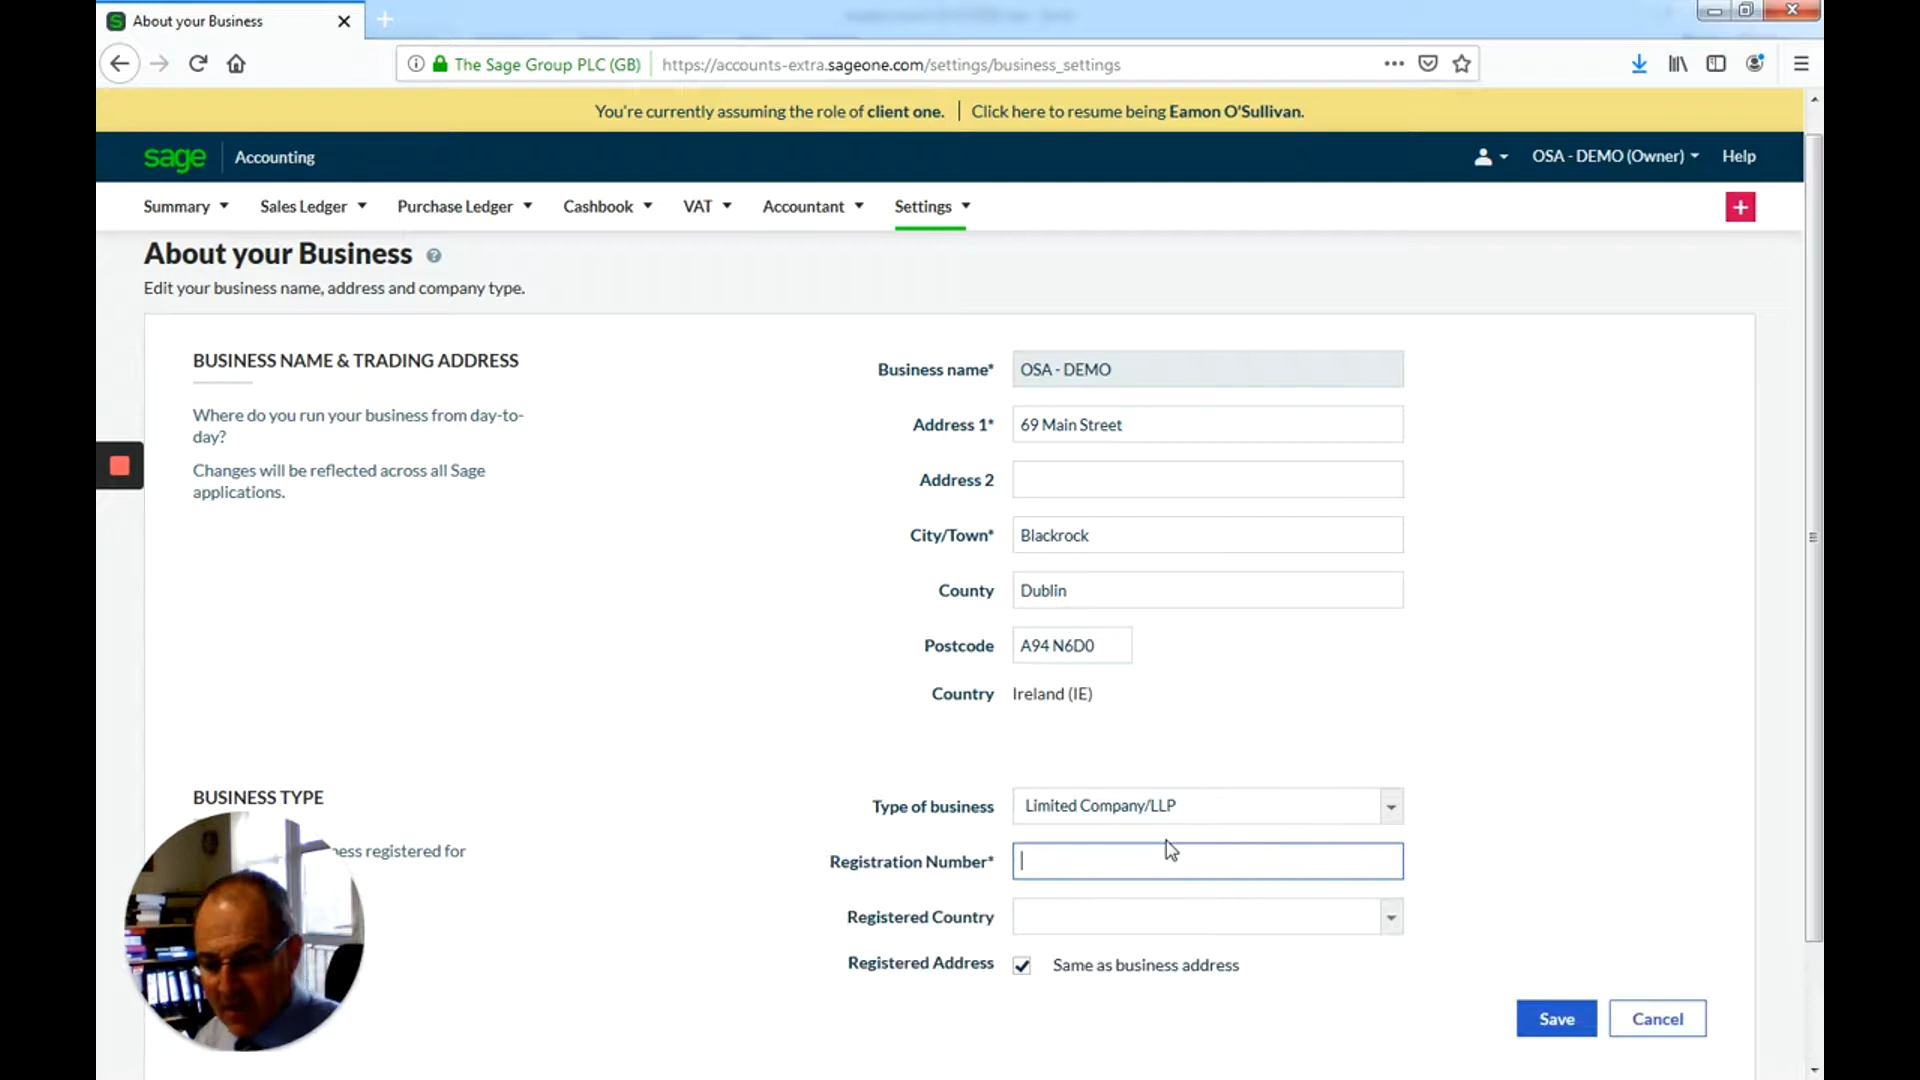 About your Business
The Sage Group PLC (GB) https://accounts-extra.sageone.com/settings/business_settings
You're currently assuming the role of client one. | Click here to resume being Eamon O'Sullivan.
sage Accounting OSA - DEMO (Owner) Help
Summary Sales Ledger Purchase Ledger Cashbook VAT Accountant Settings +
About your Business ?
Edit your business name, address and company type.
BUSINESS NAME & TRADING ADDRESS
Where do you run your business from day-to-
day?
Changes will be reflected across all Sage
applications.
Business name* OSA - DEMO
Address 1* 69 Main Street
Address 2
City/Town* Blackrock
County Dublin
Postcode A94 N6D0
Country Ireland (IE)
BUSINESS TYPE
registered for
Type of business Limited Company/LLP
Registration Number*
Registered Country
Registered Address Same as business address
Save Cancel